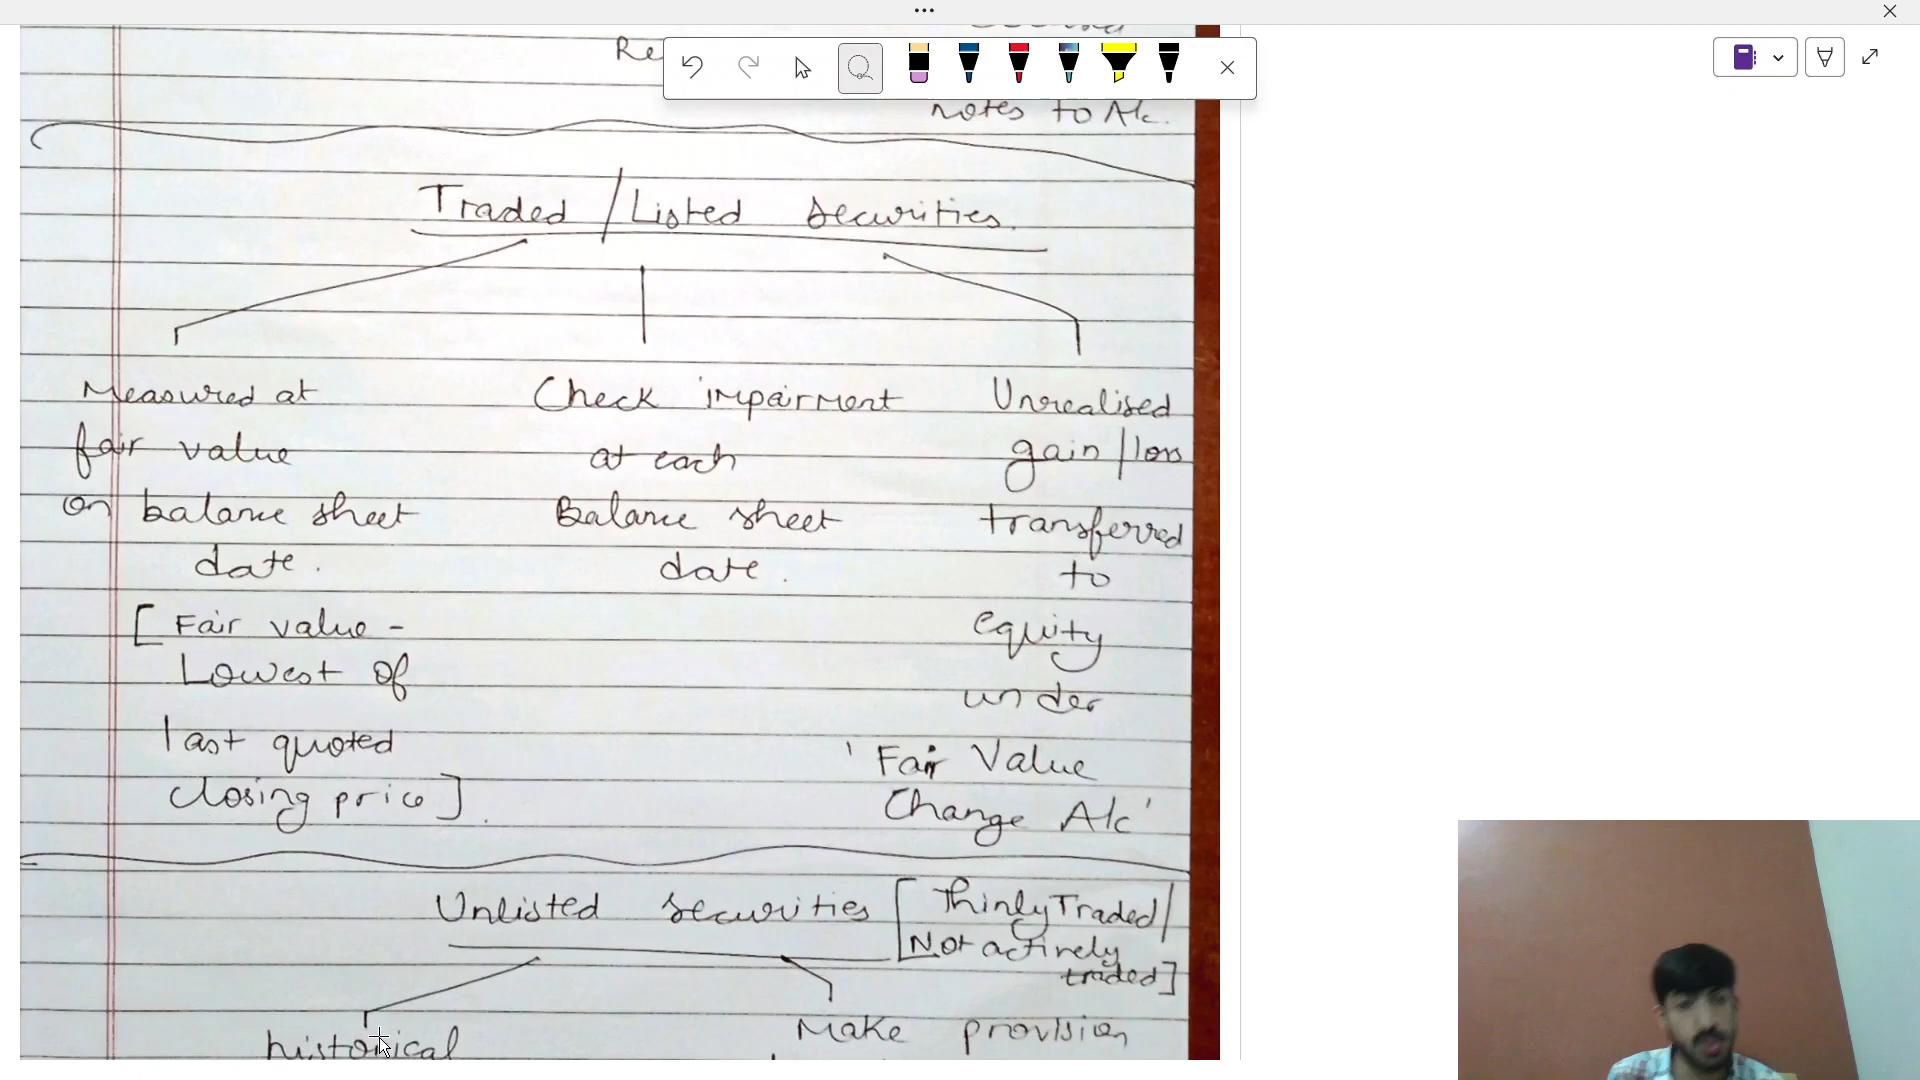 notes to A/c.
Traded / Listed securities.
Measured at
fair value
on balance sheet
date.
[Fair value -
Lowest of
last quoted
closing price].
Check impairment
at each
Balance sheet
date.
Unrealised
gain / loss
transferred
to
equity
under
'Fair Value
Change A/c'
Unlisted securities [Thinly Traded /
Not actively
traded]
historical
Make provision